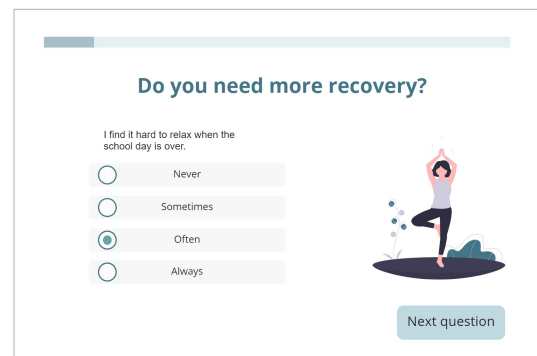 Do you need more recovery?
I find it hard to relax when the
school day is over.
Never
Sometimes
Often
Always
Next question